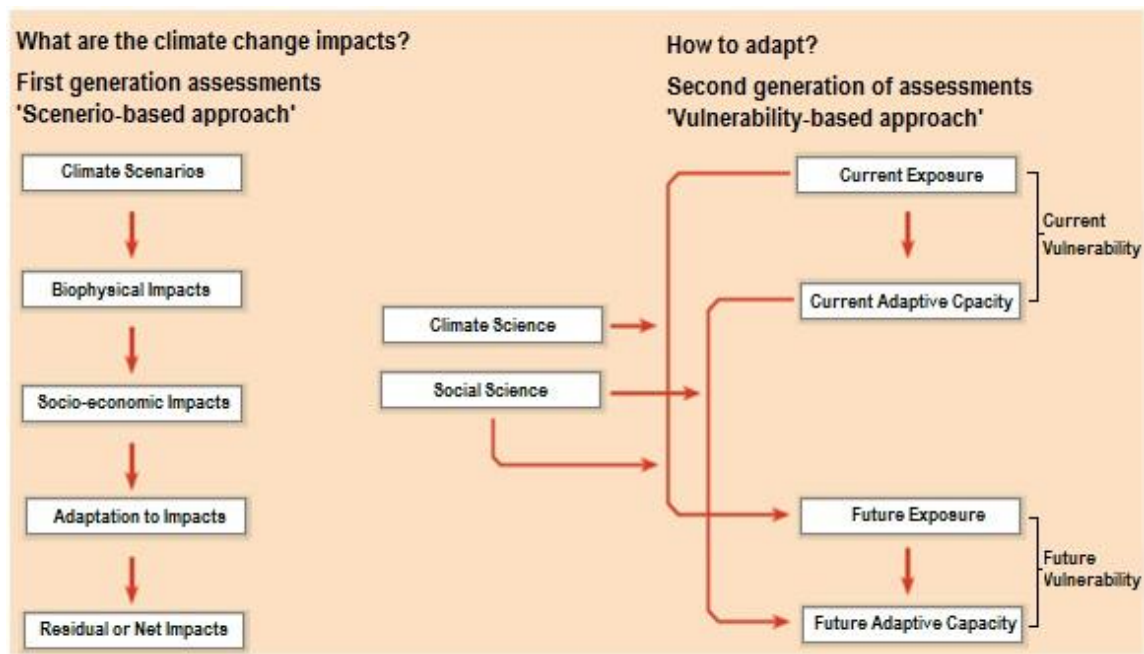 What are the climate change impacts?
First generation assessments
'Scenerio-based approach'
Climate Scenarios
Biophysical Impacts
Socio-economic Impacts
Adaptation to Impacts
Residual or Net Impacts
Climate Science
Social Science
How to adapt?
Second generation of assessments
'Vulnerability-based approach'
Current Exposure
Current Adaptive Cpacity
Current
Vulnerability
Future Exposure
Future Adaptive Capacity
Future
Vulnerability